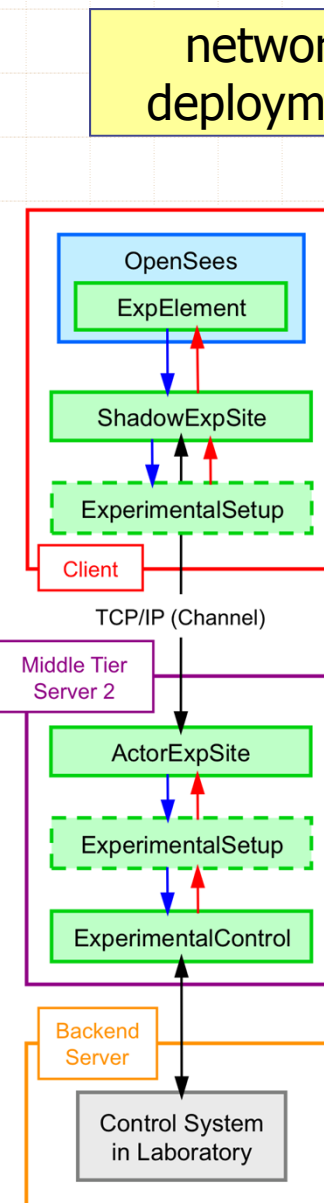 networ
deploym
OpenSees
ExpElement
ShadowExpSite
ExperimentalSetup
Client
TCP/IP (Channel)
Middle Tier
Server 2
ActorExpSite
ExperimentalSetup
ExperimentalControl
Backend
Server
Control System
in Laboratory